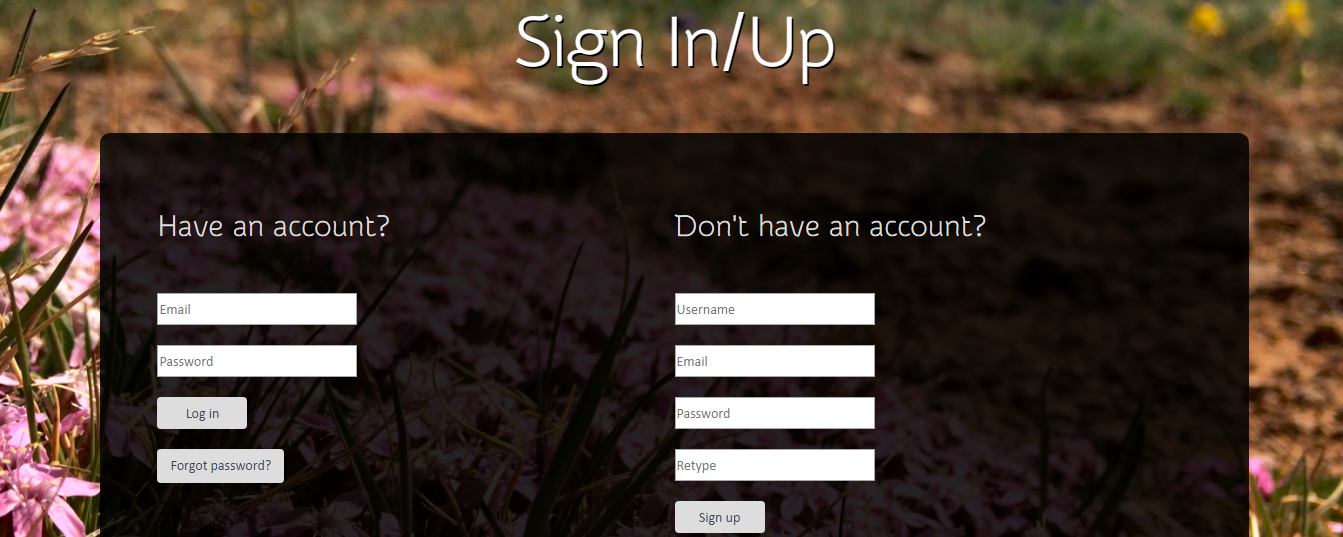 Sign In/Up
Have an account?
Email
Password
Log in
Forgot password?
Don't have an account?
Username
Email
Password
Retype
Sign up